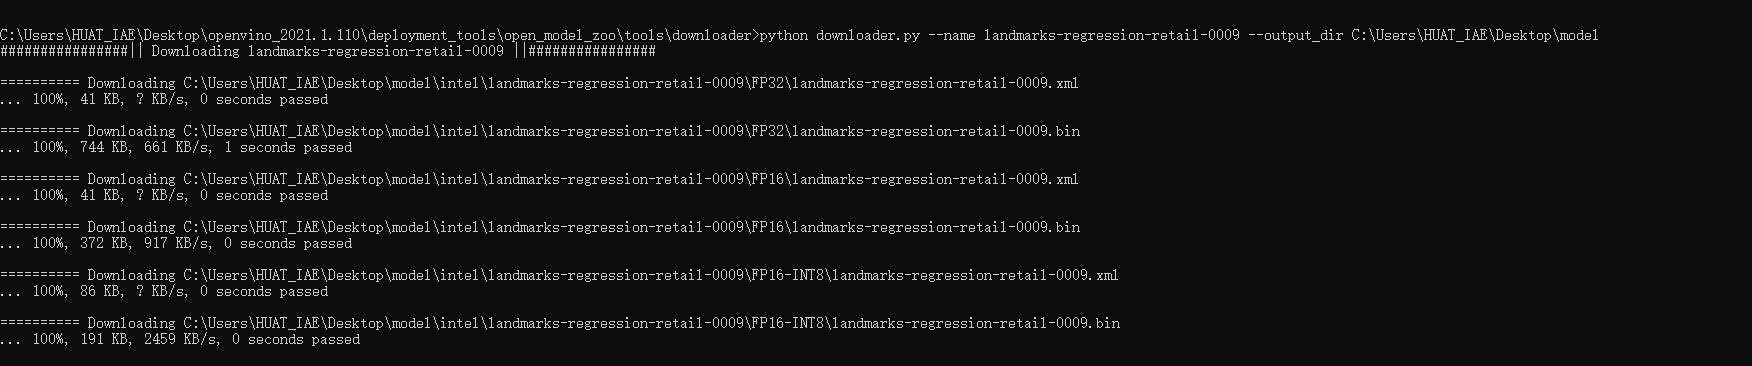 C:\Users\HUAT_IAE\Desktop\openvino_2021.1.110\deployment_tools\open_model_zoo\tools\downloader>python downloader.py --name landmarks-regression-retail-0009 --output_dir C:\Users\HUAT_IAE\Desktop\model
################|| Downloading landmarks-regression-retail-0009 ||################
========== Downloading C:\Users\HUAT_IAE\Desktop\model\intel\landmarks-regression-retail-0009\FP32\landmarks-regression-retail-0009.xml
... 100%, 41 KB, ? KB/s, 0 seconds passed
========== Downloading C:\Users\HUAT_IAE\Desktop\model\intel\landmarks-regression-retail-0009\FP32\landmarks-regression-retail-0009.bin
... 100%, 744 KB, 661 KB/s, 1 seconds passed
========== Downloading C:\Users\HUAT_IAE\Desktop\model\intel\landmarks-regression-retail-0009\FP16\landmarks-regression-retail-0009.xml
... 100%, 41 KB, ? KB/s, 0 seconds passed
========== Downloading C:\Users\HUAT_IAE\Desktop\model\intel\landmarks-regression-retail-0009\FP16\landmarks-regression-retail-0009.bin
... 100%, 372 KB, 917 KB/s, 0 seconds passed
========== Downloading C:\Users\HUAT_IAE\Desktop\model\intel\landmarks-regression-retail-0009\FP16-INT8\landmarks-regression-retail-0009.xml
... 100%, 86 KB, ? KB/s, 0 seconds passed
========== Downloading C:\Users\HUAT_IAE\Desktop\model\intel\landmarks-regression-retail-0009\FP16-INT8\landmarks-regression-retail-0009.bin
... 100%, 191 KB, 2459 KB/s, 0 seconds passed